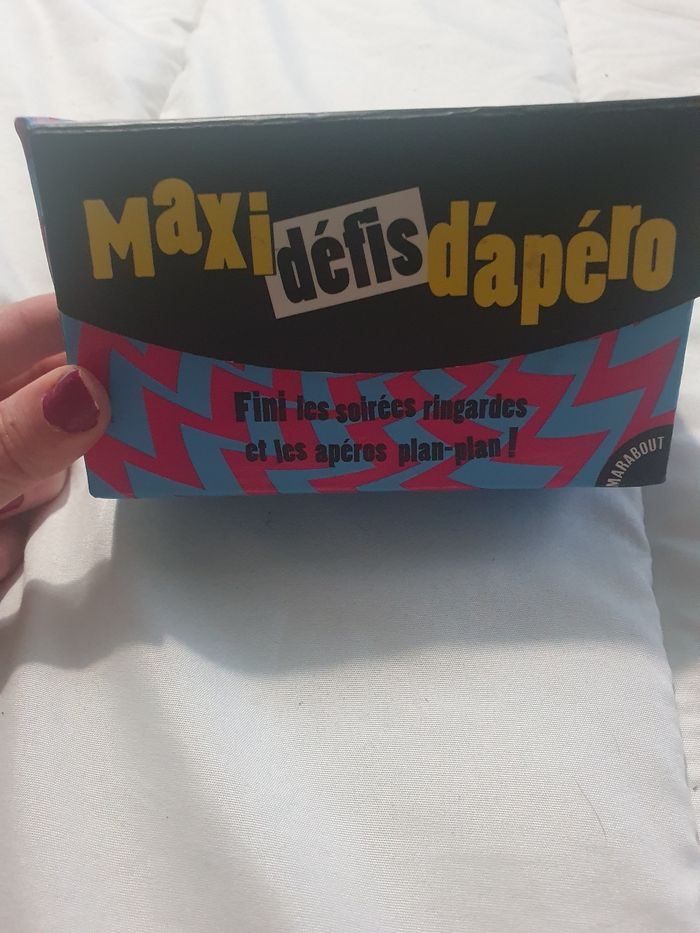 Maxi défis d'apéro
Fini les soirées ringardes
et les apéros plan-plan !
MARABOUT